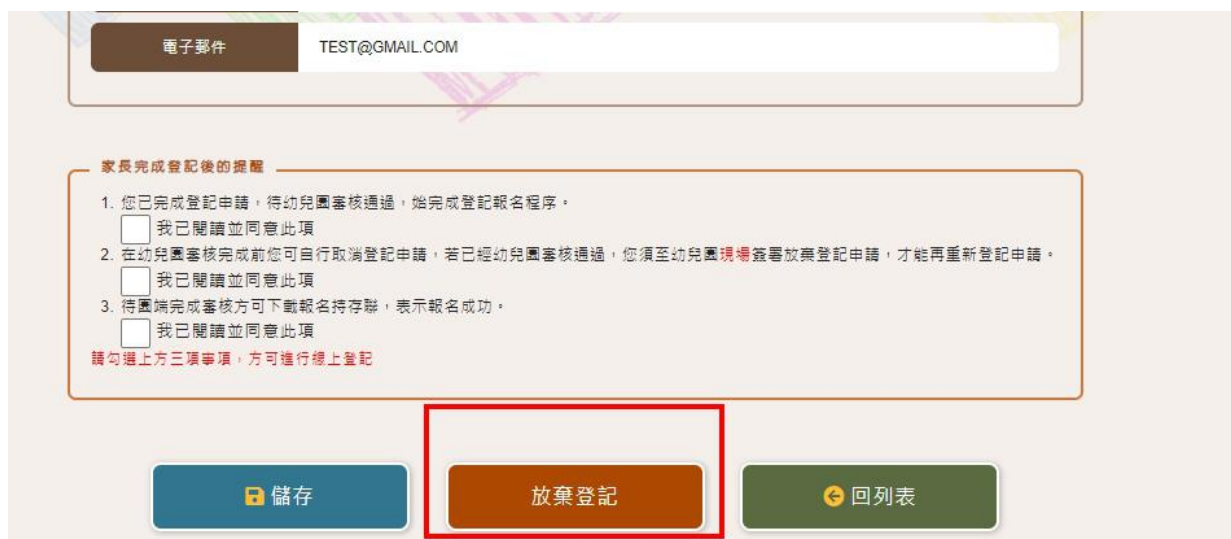 電子郵件 TEST@GMAIL.COM
家長完成登記後的提醒
1. 您已完成登記申請，待幼兒園審核通過，始完成登記報名程序。
我已閱讀並同意此項
2. 在幼兒園審核完成前您可自行取消登記申請，若已經幼兒園審核通過，您須至幼兒園現場簽署放棄登記申請，才能再重新登記申請。
我已閱讀並同意此項
3. 待園端完成審核方可下載報名持存聯，表示報名成功。
我已閱讀並同意此項
請勾選上方三項事項，方可進行線上登記
儲存 放棄登記 回列表